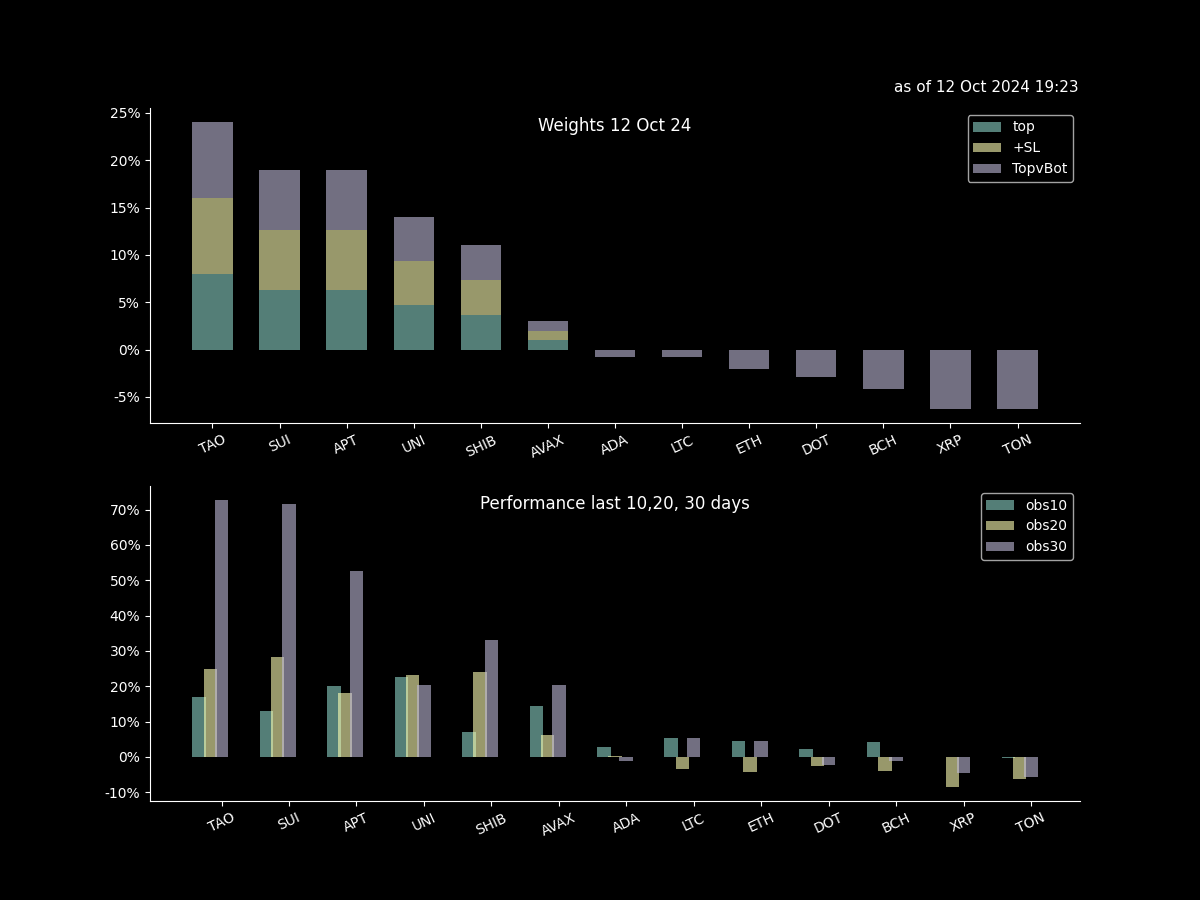 as of 12 Oct 2024 19:23
Weights 12 Oct 24
top
+SL
TopvBot
25%
20%
15%
10%
5%
0%
-5%
TAO SUI APT UNI SHIB AVAX ADA LTC ETH DOT BCH XRP TON
Performance last 10,20, 30 days
obs10
obs20
obs30
70%
60%
50%
40%
30%
20%
10%
0%
-10%
TAO SUI APT UNI SHIB AVAX ADA LTC ETH DOT BCH XRP TON